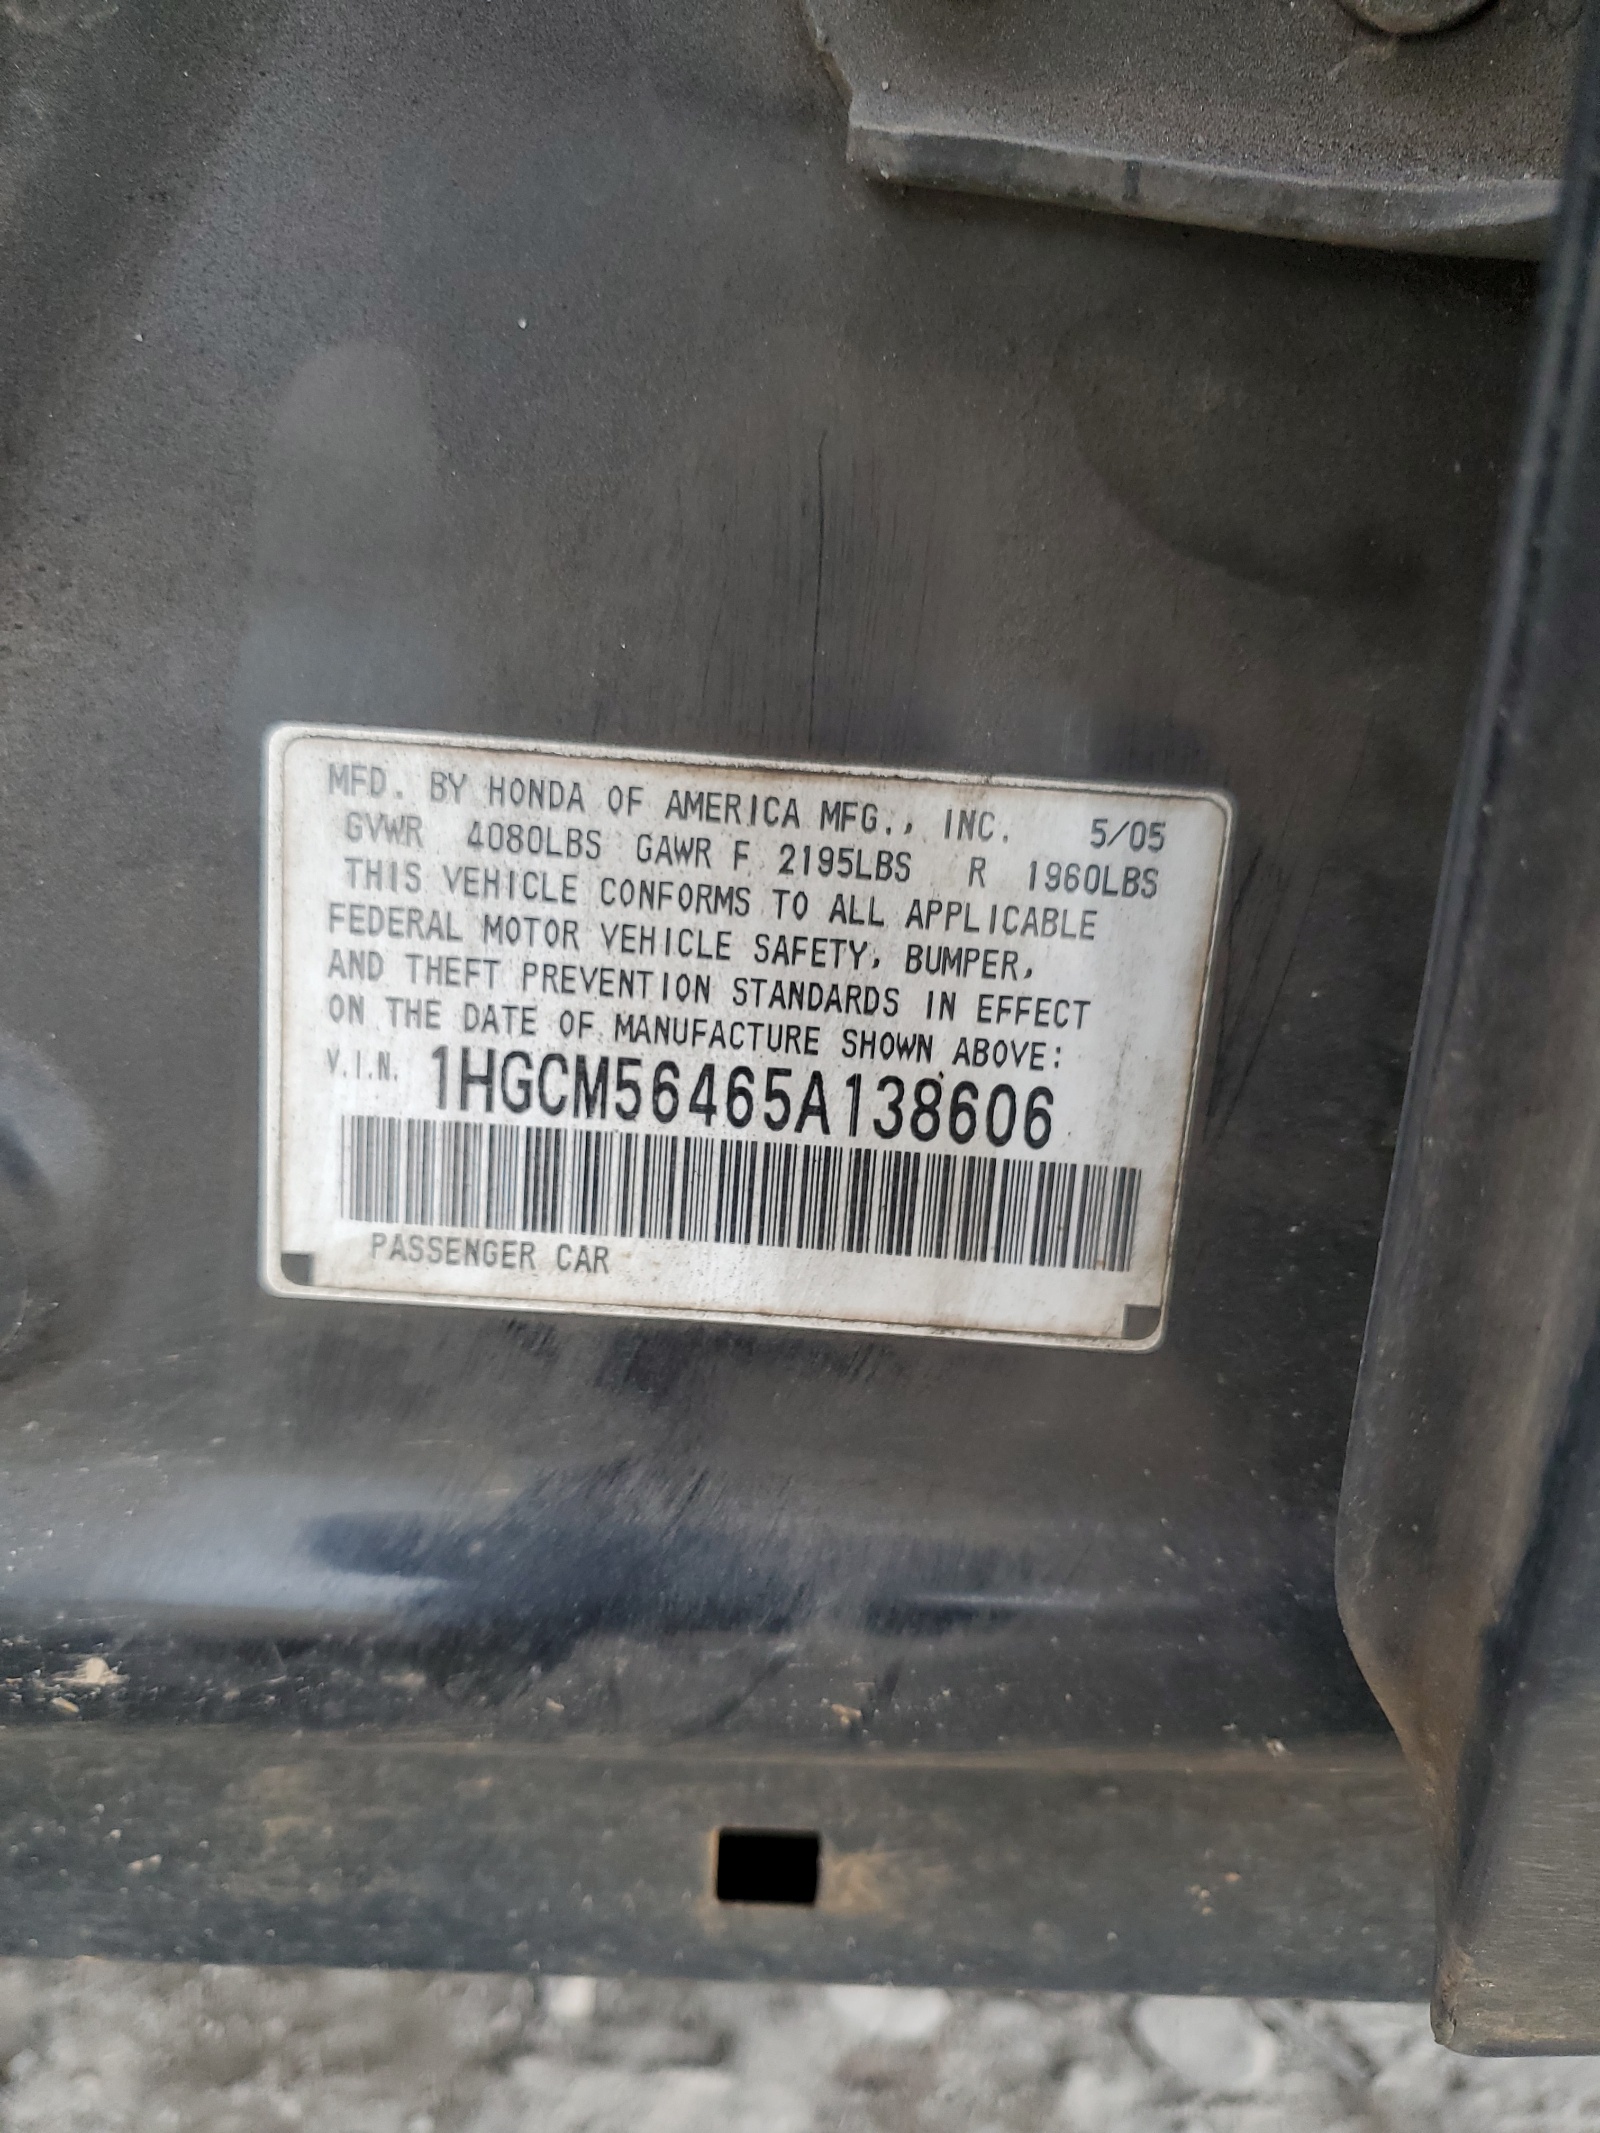 MFD. BY HONDA OF AMERICA MFG., INC. 5/05
GVWR 4080LBS GAWR F 2195LBS R 1960LBS
THIS VEHICLE CONFORMS TO ALL APPLICABLE
FEDERAL MOTOR VEHICLE SAFETY, BUMPER,
AND THEFT PREVENTION STANDARDS IN EFFECT
ON THE DATE OF MANUFACTURE SHOWN ABOVE:
V.I.N. 1HGCM56465A138606
PASSENGER CAR